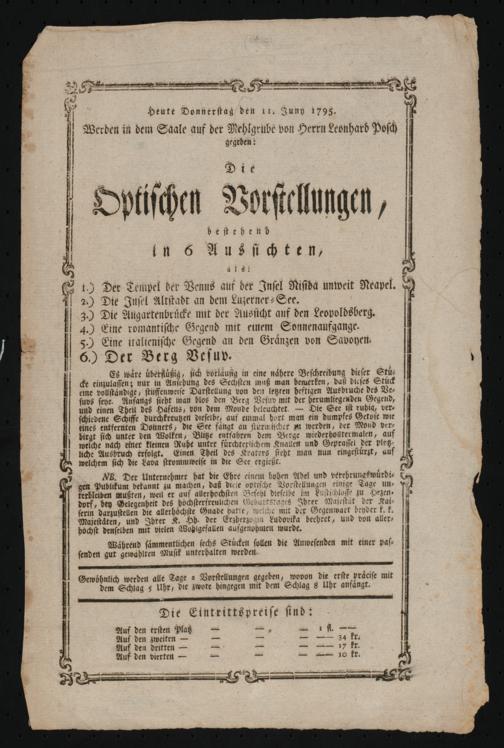 Heute Donnerstag den 11. Juny 1795.
Werden in dem Saale auf der Mehlgrube von Herrn Leonhard Posch
gegeben:
Die
Optischen Vorstellungen,
bestehend
in 6 Aussichten,
als:
1.) Der Tempel der Venus auf der Insel Nisida unweit Neapel.
2.) Die Insel Altstadt an dem Luzerner-See.
3.) Die Augartenbrücke mit der Aussicht auf den Leopoldsberg.
4.) Eine romantische Gegend mit einem Sonnenaufgange.
5.) Eine italienische Gegend an den Gränzen von Savoyen.
6.) Der Berg Vesuv.
Es wäre überflüßig, sich vorläufig in eine nähere Beschreibung dieser Stü-
cke einzulassen; nur in Ansehung des Sechsten muß man bemerken, daß dieses Stück
eine vollständige, stuffenweise Darstellung von den letzten heftigen Ausbruche des Ve-
suvs seye. Anfangs sieht man blos den Berg Vesuv mit der herumliegenden Gegend,
und einen Theil des Hafens, von dem Monde beleuchtet. — Die See ist ruhig, ver-
schiedene Schiffe durchkreutzen dieselbe, auf einmal hört man ein dumpfes Getöse wie
eines entfernten Donners, die See fängt an stürmischer zu werden, der Mond ver-
birgt sich unter den Wolken, Blitze entfahren dem Berge wiederholtermalen, auf
welche nach einer kleinen Ruhe unter fürchterlichem Knallen und Geprassel der plötz-
liche Ausbruch erfolgt. Einen Theil des Kraters sieht man nun eingestürzt, auf
welchem sich die Lava stromweise in die See ergießt.
NB. Der Unternehmer hat die Ehre einem hohen Adel und verehrungswürdi-
gen Publikum bekannt zu machen, daß diese optische Vorstellungen einige Tage un-
terbleiben mußten, weil er auf allerhöchsten Befehl dieselbe im Lustschlosse zu Hezen-
dorf, bey Gelegenheit des höchsterfreulichen Geburtstages Ihrer Majestät der Kai-
serin darzustellen die allerhöchste Gnade hatte, welche mit der Gegenwart beyder k. k.
Majestäten, und Ihrer K. Hh. der Erzherzogin Ludovika beehret, und von aller-
höchst denselben mit vielen Wohlgefallen aufgenohmen wurde.
Während sämmentlichen sechs Stücken sollen die Anwesenden mit einer pas-
senden gut gewählten Musik unterhalten werden.
Gewöhnlich werden alle Tage 2 Vorstellungen gegeben, wovon die erste präcise mit
dem Schlag 5 Uhr, die zwote hingegen mit dem Schlag 8 Uhr anfängt.
Die Eintrittspreise sind:
Auf den ersten Platz — — — 1 fl. —
Auf den zweiten — — — — 34 kr.
Auf den dritten — — — — 17 kr.
Auf den vierten — — — — 10 kr.